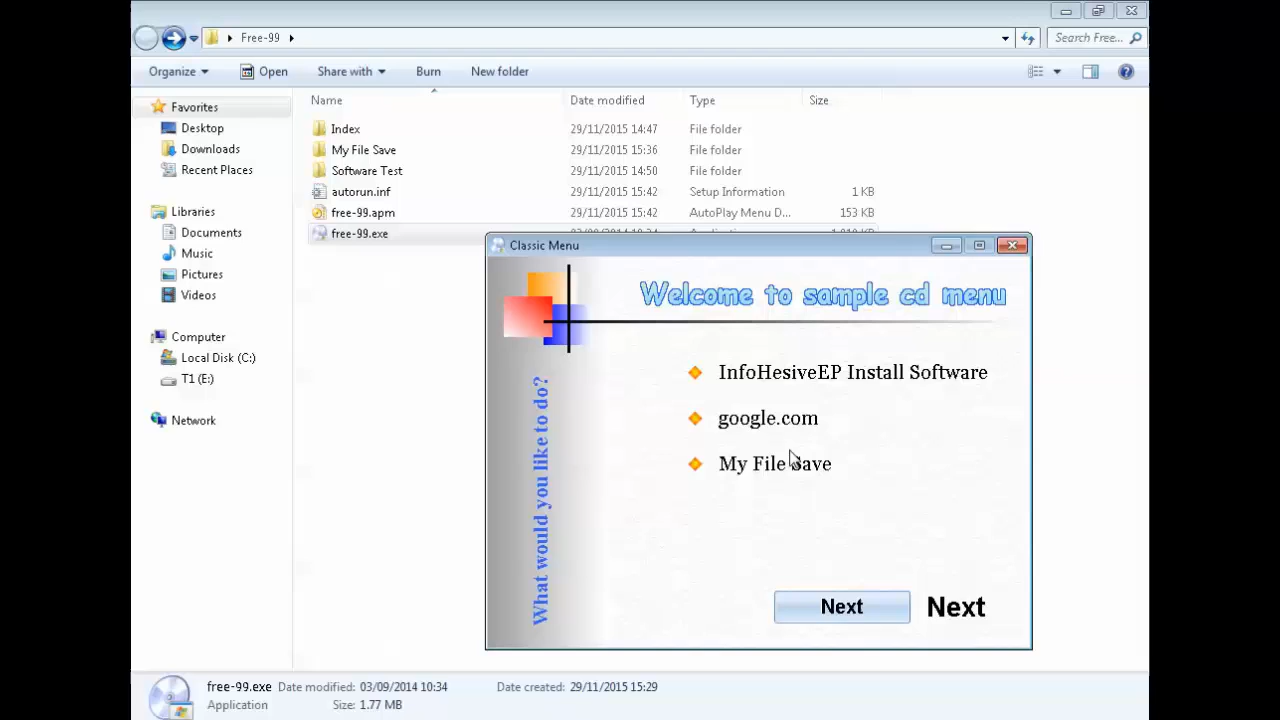 Free-99
Search Free...
Organize
Open
Share with
Burn
New folder
Name
Date modified
Type
Size
Favorites
Desktop
Downloads
Recent Places
Libraries
Documents
Music
Pictures
Videos
Computer
Local Disk (C:)
T1 (E:)
Network
Index 29/11/2015 14:47 File folder
My File Save 29/11/2015 15:36 File folder
Software Test 29/11/2015 14:50 File folder
autorun.inf 29/11/2015 15:42 Setup Information 1 KB
free-99.apm 29/11/2015 15:42 AutoPlay Menu D... 153 KB
free-99.exe
Classic Menu
Welcome to sample cd menu
What would you like to do?
InfoHesiveEP Install Software
google.com
My File Save
Next
Next
free-99.exe Date modified: 03/09/2014 10:34 Date created: 29/11/2015 15:29
Application Size: 1.77 MB